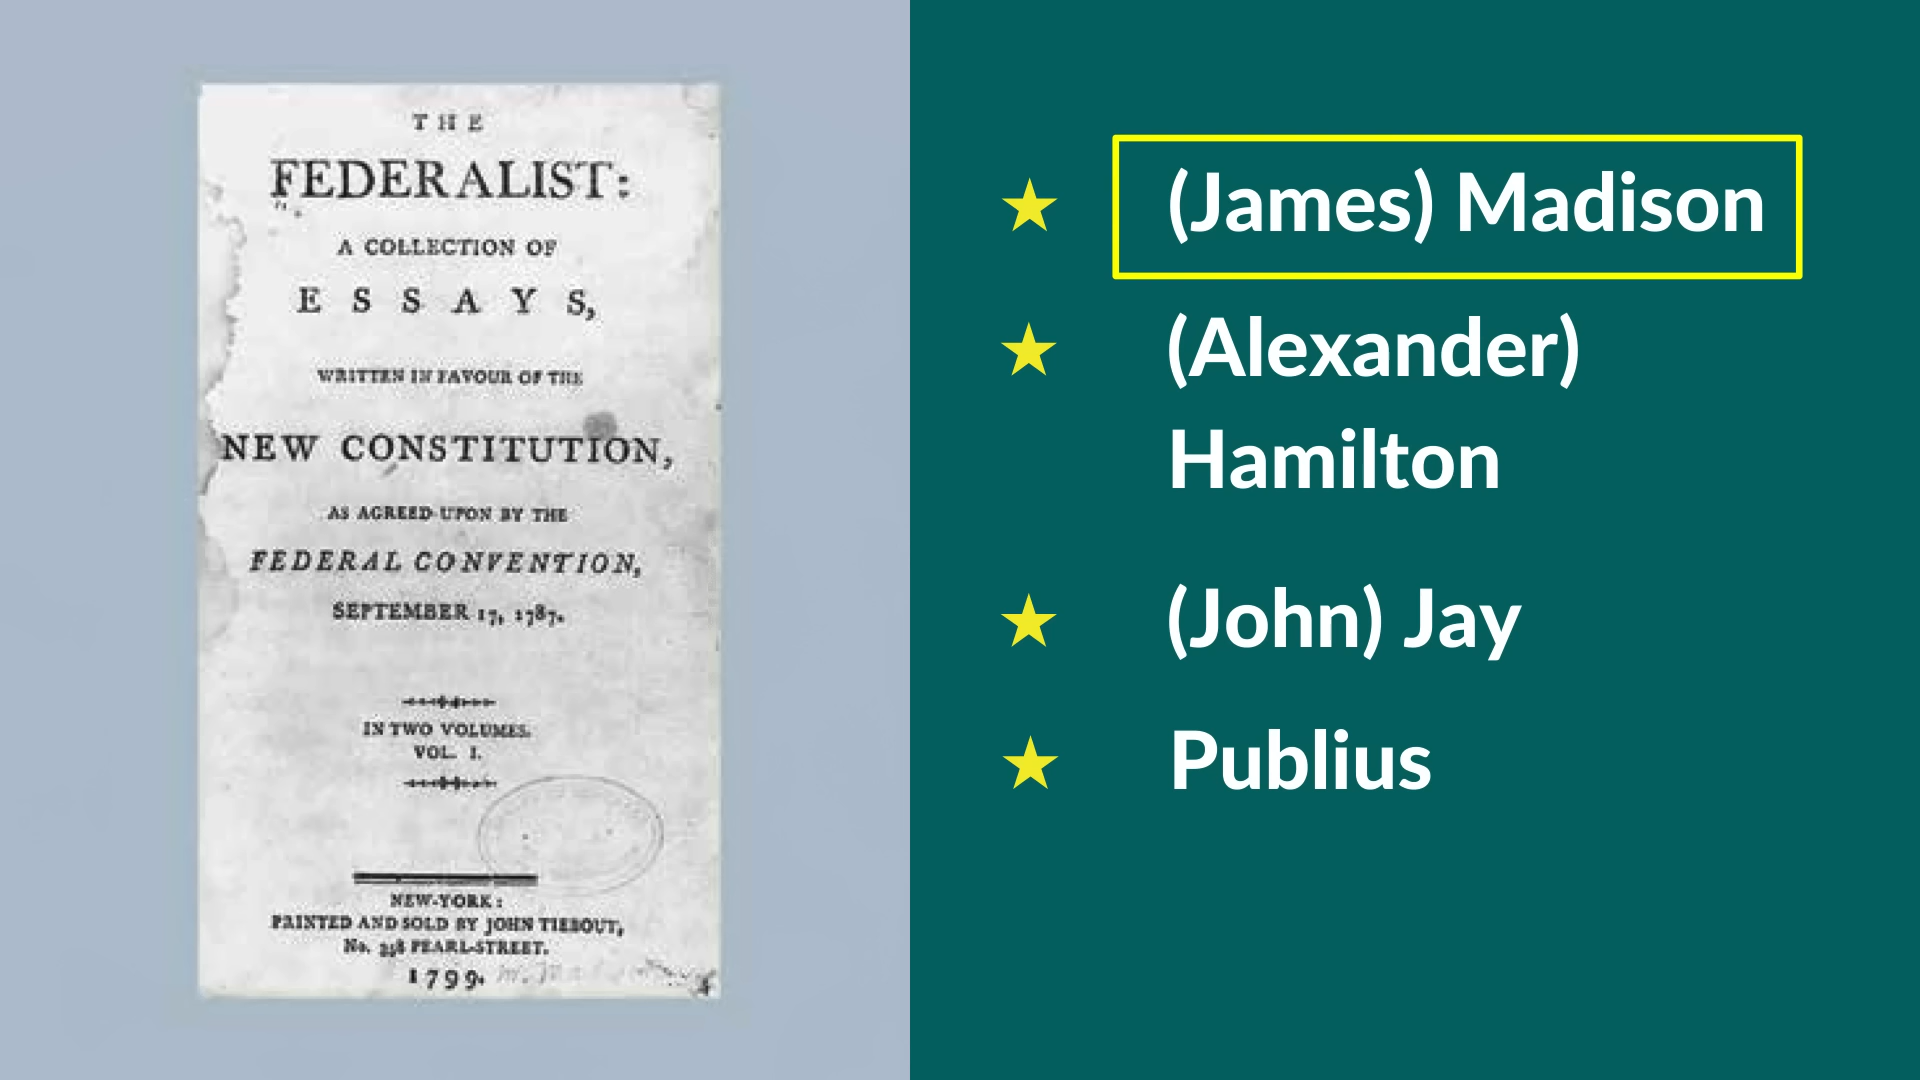 THE
FEDERALIST:
A COLLECTION OF
ESSAYS,
WRITTEN IN FAVOUR OF THE
NEW CONSTITUTION,
AS AGREED UPON BY THE
FEDERAL CONVENTION,
SEPTEMBER 17, 1787.
IN TWO VOLUMES.
VOL. I.
NEW-YORK:
PRINTED AND SOLD BY JOHN TIEBOUT,
No. 358 PEARL-STREET.
1799.
(James) Madison
(Alexander)
Hamilton
(John) Jay
Publius